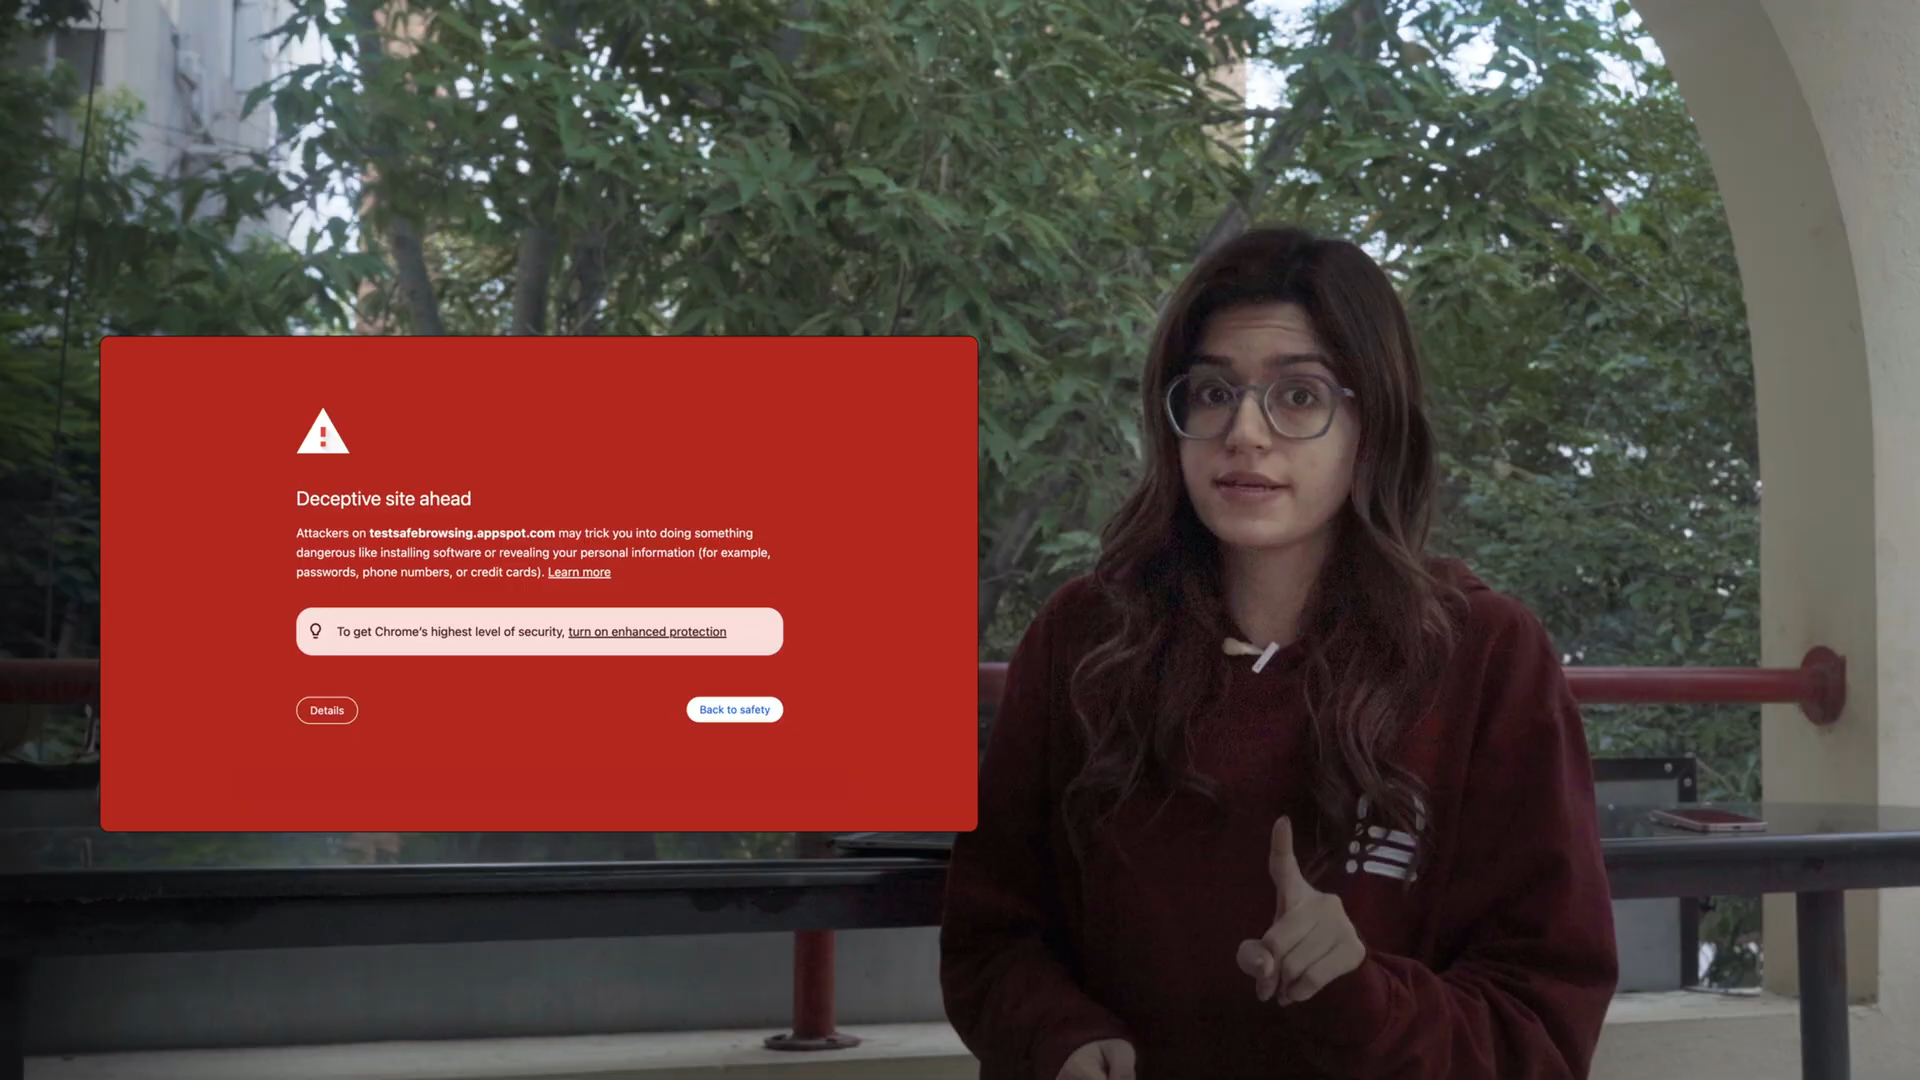 Deceptive site ahead
Attackers on testsafebrowsing.appspot.com may trick you into doing something
dangerous like installing software or revealing your personal information (for example,
passwords, phone numbers, or credit cards). Learn more
To get Chrome's highest level of security, turn on enhanced protection
Details
Back to safety